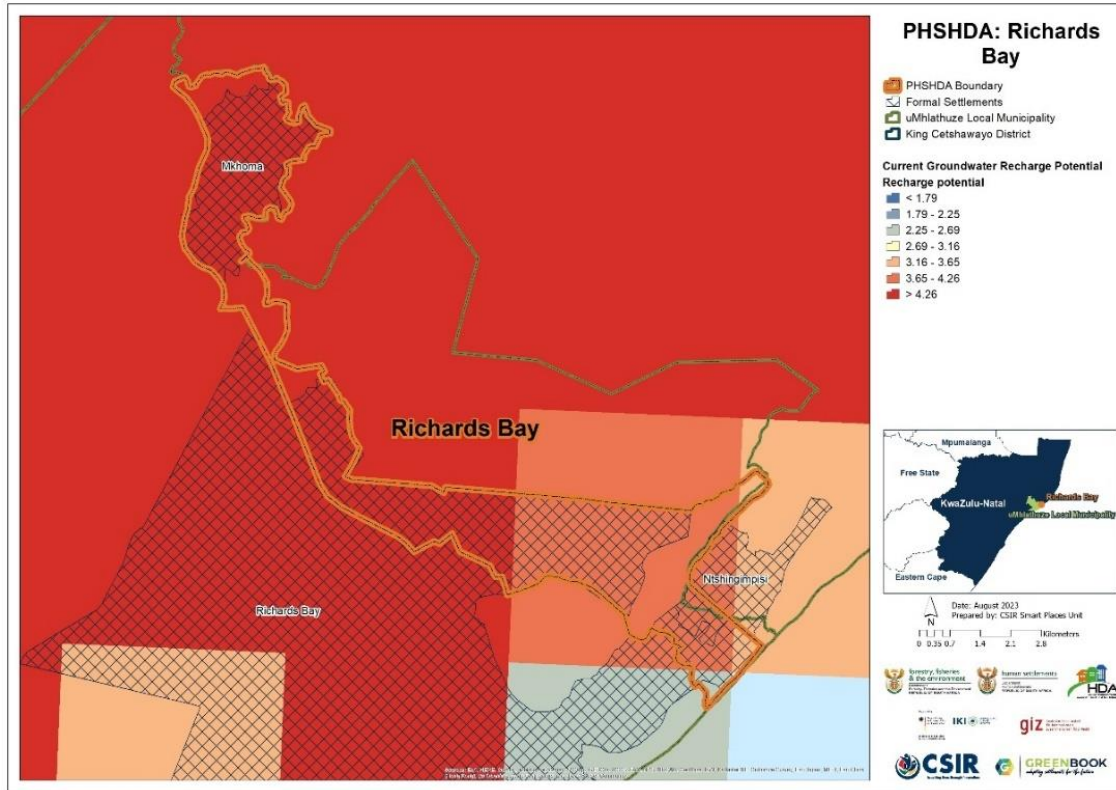 PHSHDA: Richards
Bay
PHSHDA Boundary
Formal Settlements
uMhlathuze Local Municipality
King Cetshawayo District
Current Groundwater Recharge Potential
Recharge potential
< 1.79
1.79 - 2.25
2.25 - 2.69
2.69 - 3.16
3.16 - 3.65
3.65 - 4.26
> 4.26
Mkhoma
Richards Bay
Ntshingimpisi
Richards Bay
Mpumalanga
Free State
KwaZulu-Natal
Richards Bay
uMhlathuze Local Municipality
Eastern Cape
N
Date: August 2023
Prepared by: CSIR Smart Places Unit
0 0.35 0.7 1.4 2.1 2.8 Kilometers
forestry, fisheries
& the environment
human settlements
HDA
IKI
giz
CSIR
GREENBOOK